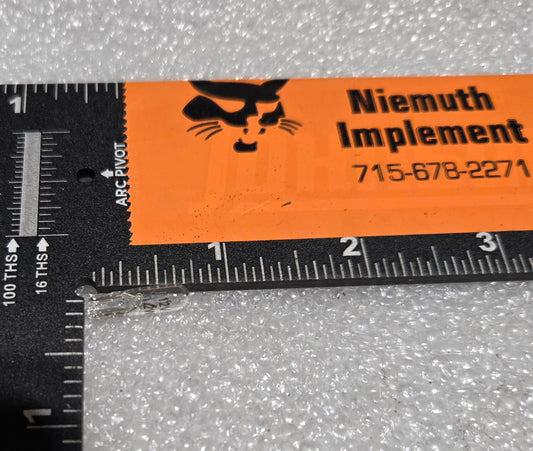 1
Niemuth
Implement
715-678-2271
ARC PIVOT
100 THS
16 THS
1 2 3
1